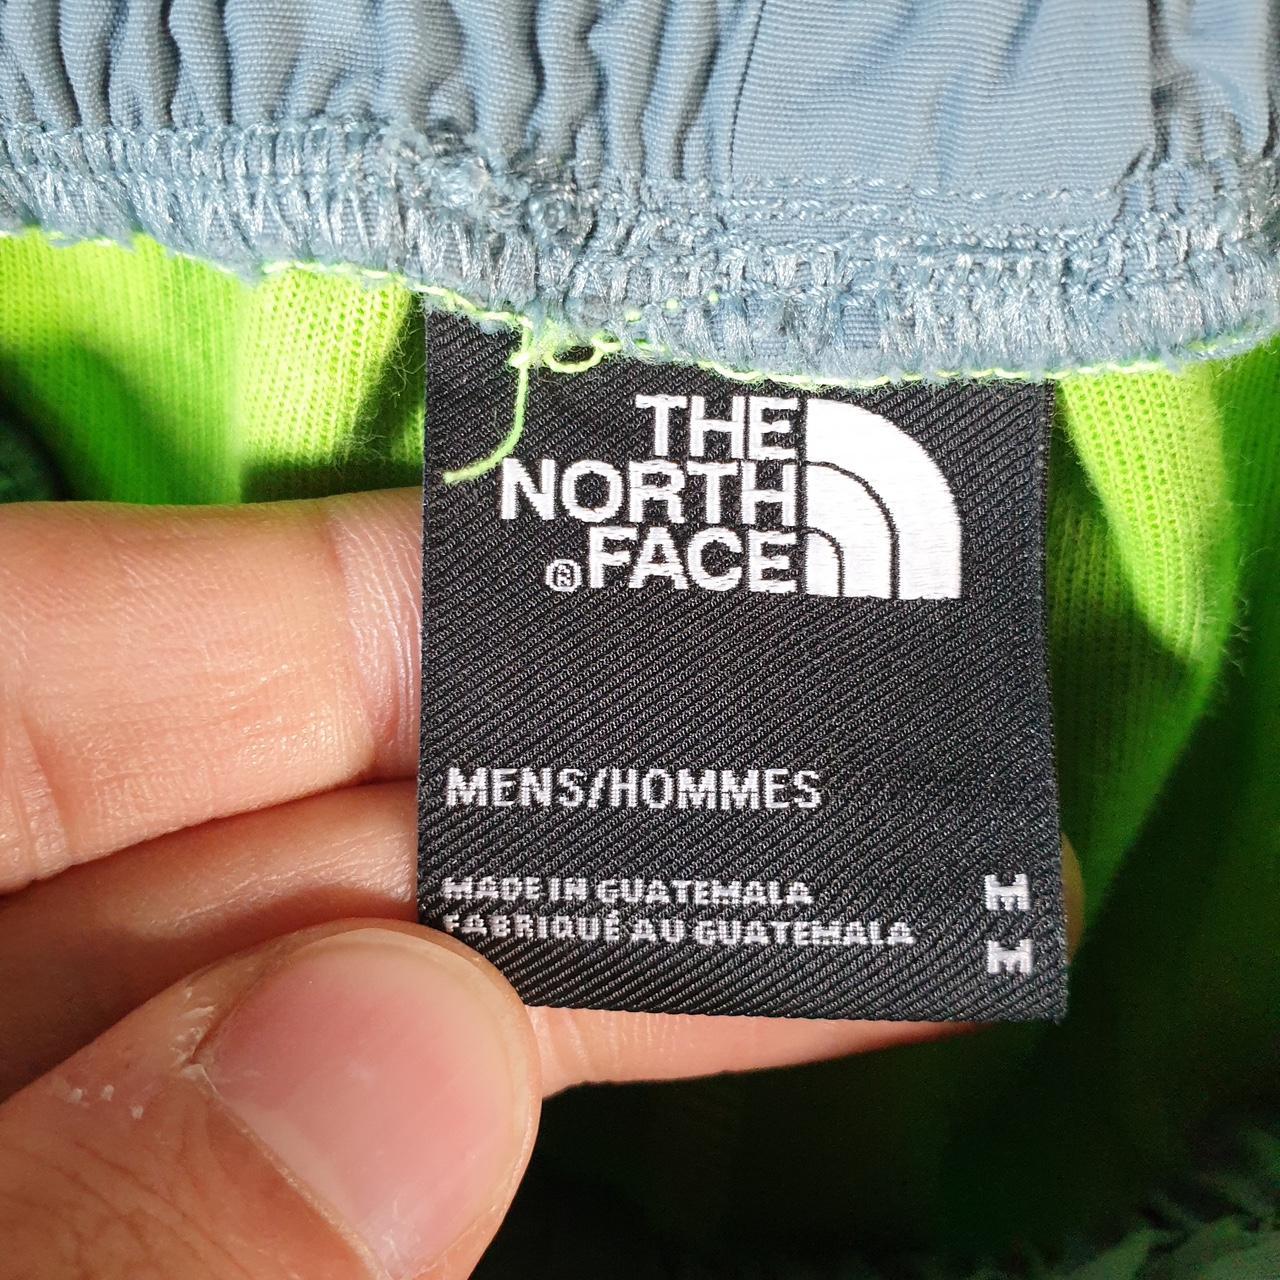 THE
NORTH
®FACE
MENS/HOMMES
MADE IN GUATEMALA M
FABRIQUÉ AU GUATEMALA M